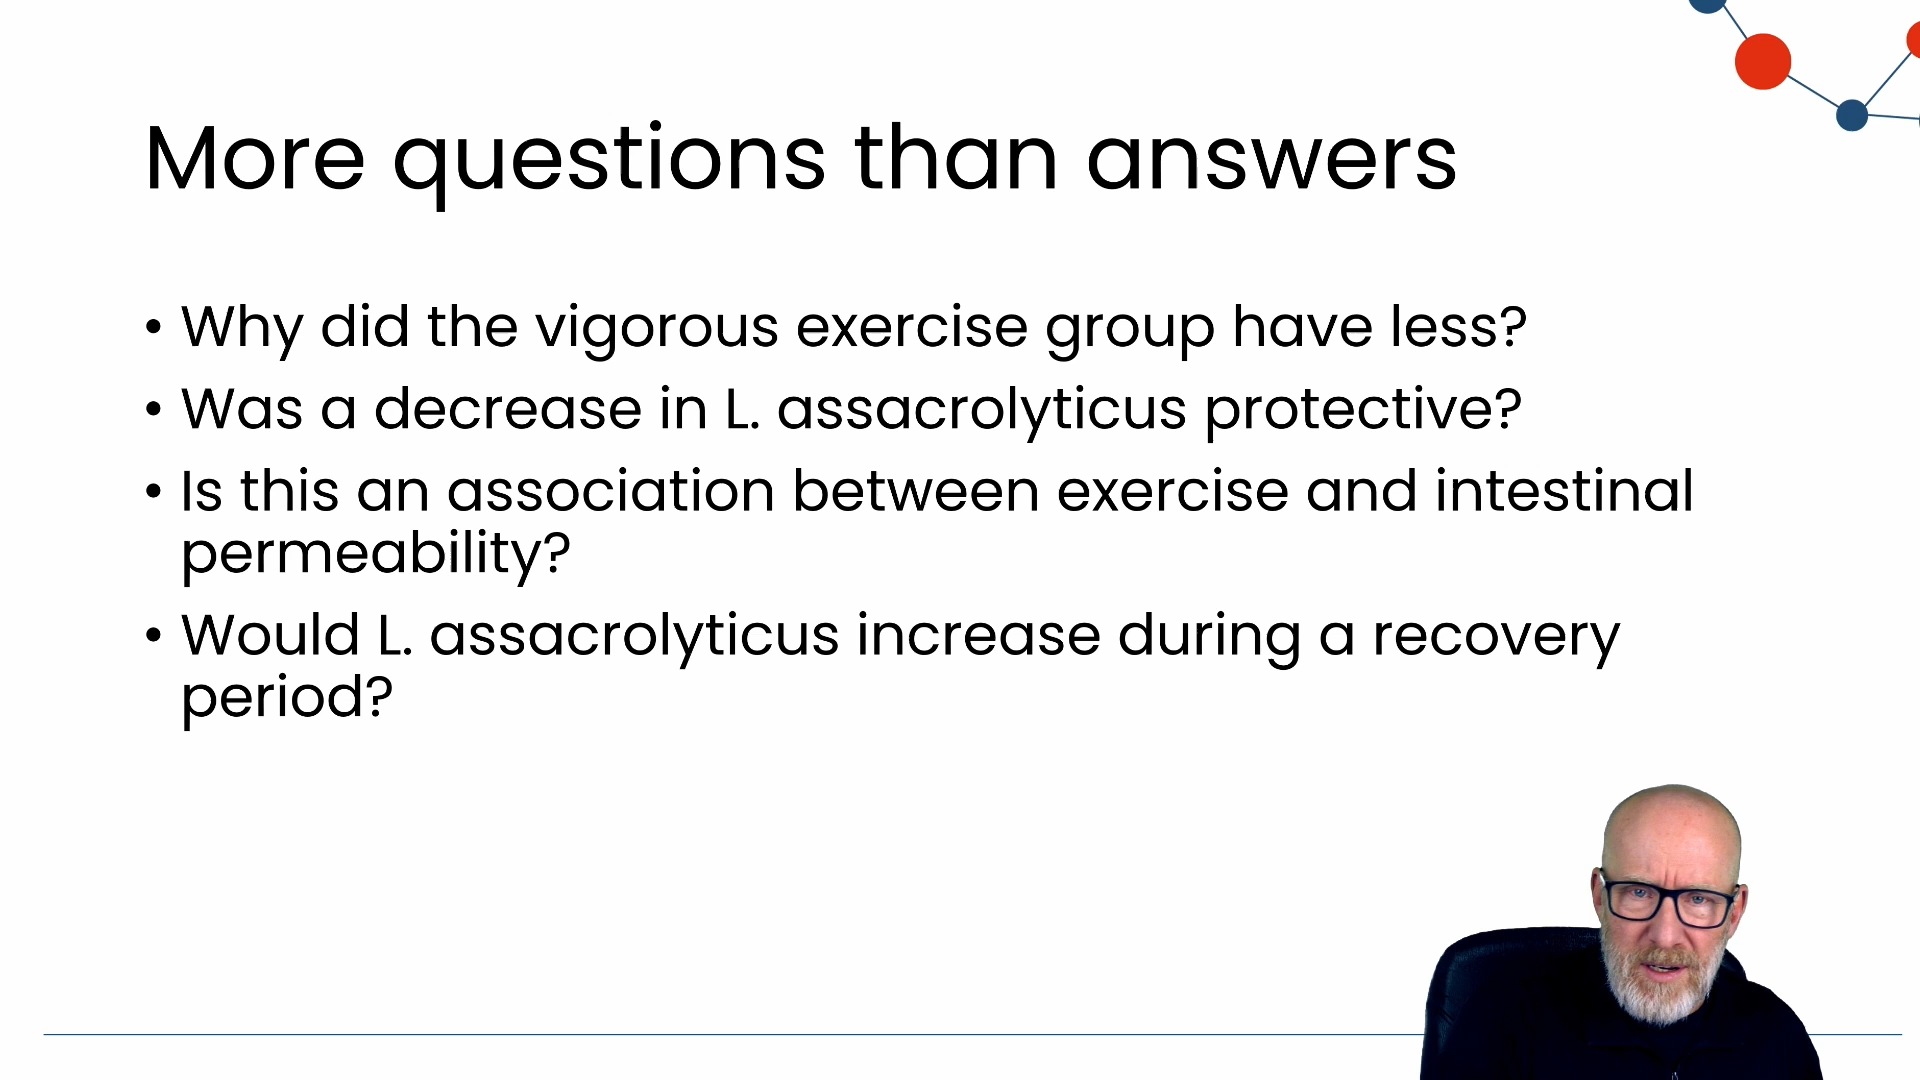 More questions than answers
• Why did the vigorous exercise group have less?
• Was a decrease in L. assacrolyticus protective?
• Is this an association between exercise and intestinal
permeability?
• Would L. assacrolyticus increase during a recovery
period?